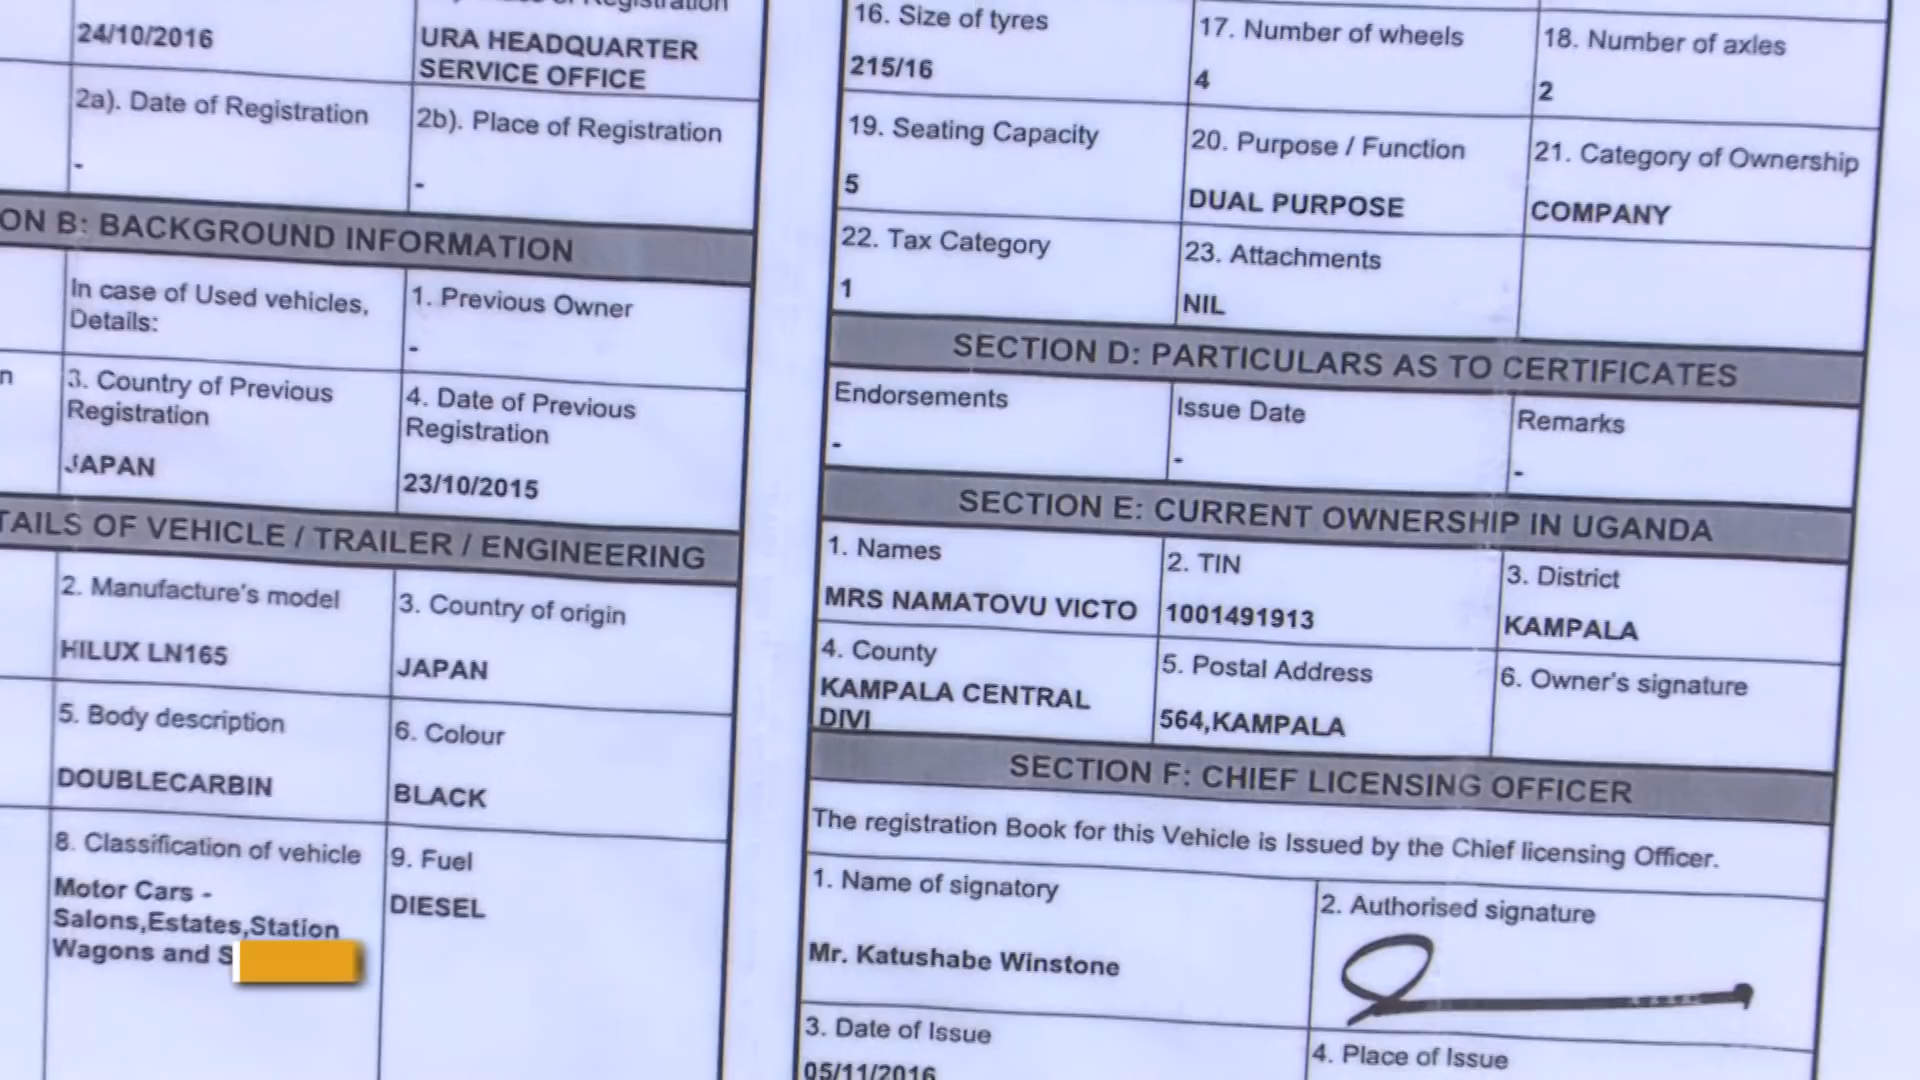 24/10/2016
URA HEADQUARTER
SERVICE OFFICE
2a). Date of Registration
-
2b). Place of Registration
-
ON B: BACKGROUND INFORMATION
In case of Used vehicles,
Details:
1. Previous Owner
-
n
3. Country of Previous
Registration
JAPAN
4. Date of Previous
Registration
23/10/2015
TAILS OF VEHICLE / TRAILER / ENGINEERING
2. Manufacture's model
HILUX LN165
3. Country of origin
JAPAN
5. Body description
DOUBLECARBIN
6. Colour
BLACK
8. Classification of vehicle
Motor Cars -
Salons,Estates,Station
Wagons and S
9. Fuel
DIESEL
16. Size of tyres
215/16
17. Number of wheels
4
18. Number of axles
2
19. Seating Capacity
5
20. Purpose / Function
DUAL PURPOSE
21. Category of Ownership
COMPANY
22. Tax Category
1
23. Attachments
NIL
SECTION D: PARTICULARS AS TO CERTIFICATES
Endorsements
-
Issue Date
-
Remarks
-
SECTION E: CURRENT OWNERSHIP IN UGANDA
1. Names
MRS NAMATOVU VICTO
2. TIN
1001491913
3. District
KAMPALA
4. County
KAMPALA CENTRAL
DIVI
5. Postal Address
564,KAMPALA
6. Owner's signature
SECTION F: CHIEF LICENSING OFFICER
The registration Book for this Vehicle is Issued by the Chief licensing Officer.
1. Name of signatory
Mr. Katushabe Winstone
2. Authorised signature
3. Date of Issue
05/11/2016
4. Place of Issue